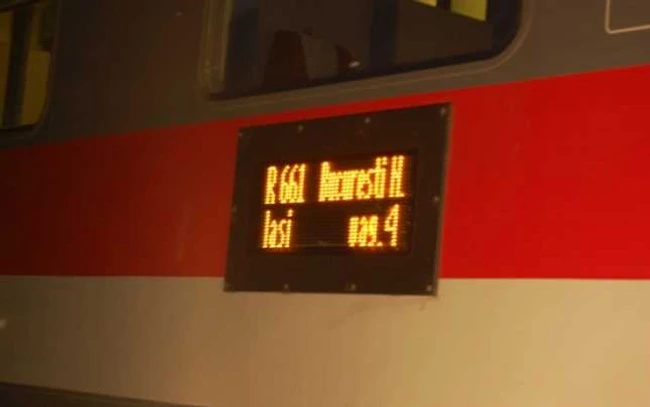 R 661 Bucuresti N.
Iasi vag.4